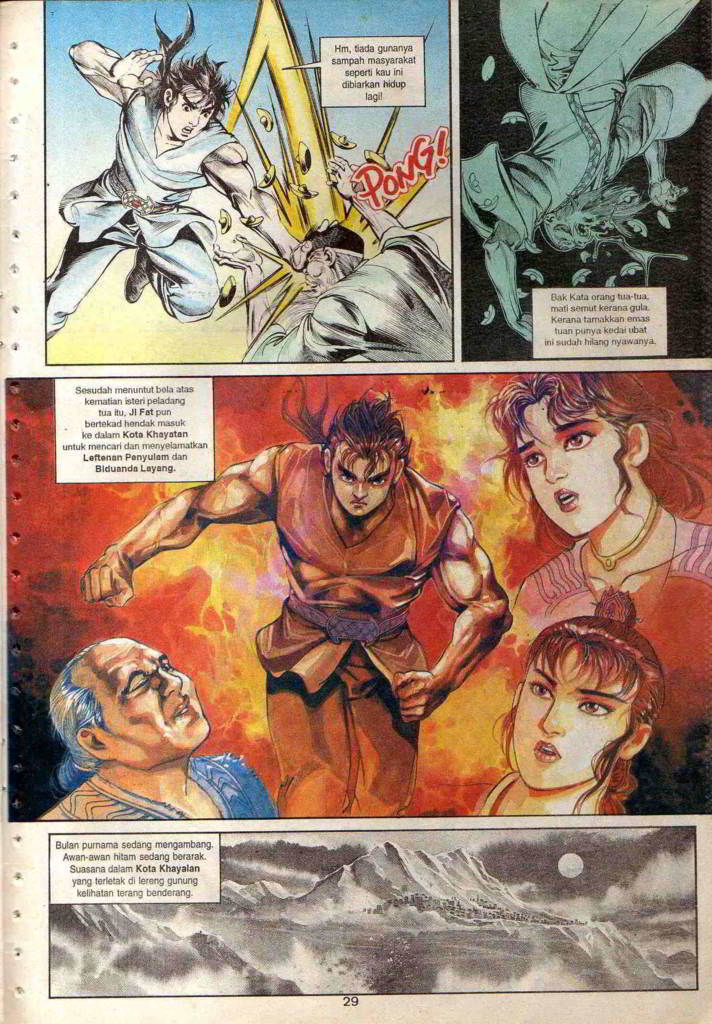 Hm, tiada gunanya
sampah masyarakat
seperti kau ini
dibiarkan hidup
lagi!
PONG!
Bak Kata orang tua-tua,
mati semut kerana gula.
Kerana tamakkan emas
tuan punya kedai ubat
ini sudah hilang nyawanya.
Sesudah menuntut bela atas
kematian isteri peladang
tua itu, JI Fat pun
bertekad hendak masuk
ke dalam Kota Khayatan
untuk mencari dan menyelamatkan
Leftenan Penyulam dan
Biduanda Layang.
Bulan purnama sedang mengambang.
Awan-awan hitam sedang berarak.
Suasana dalam Kota Khayalan
yang terletak di lereng gunung
kelihatan terang benderang.
29